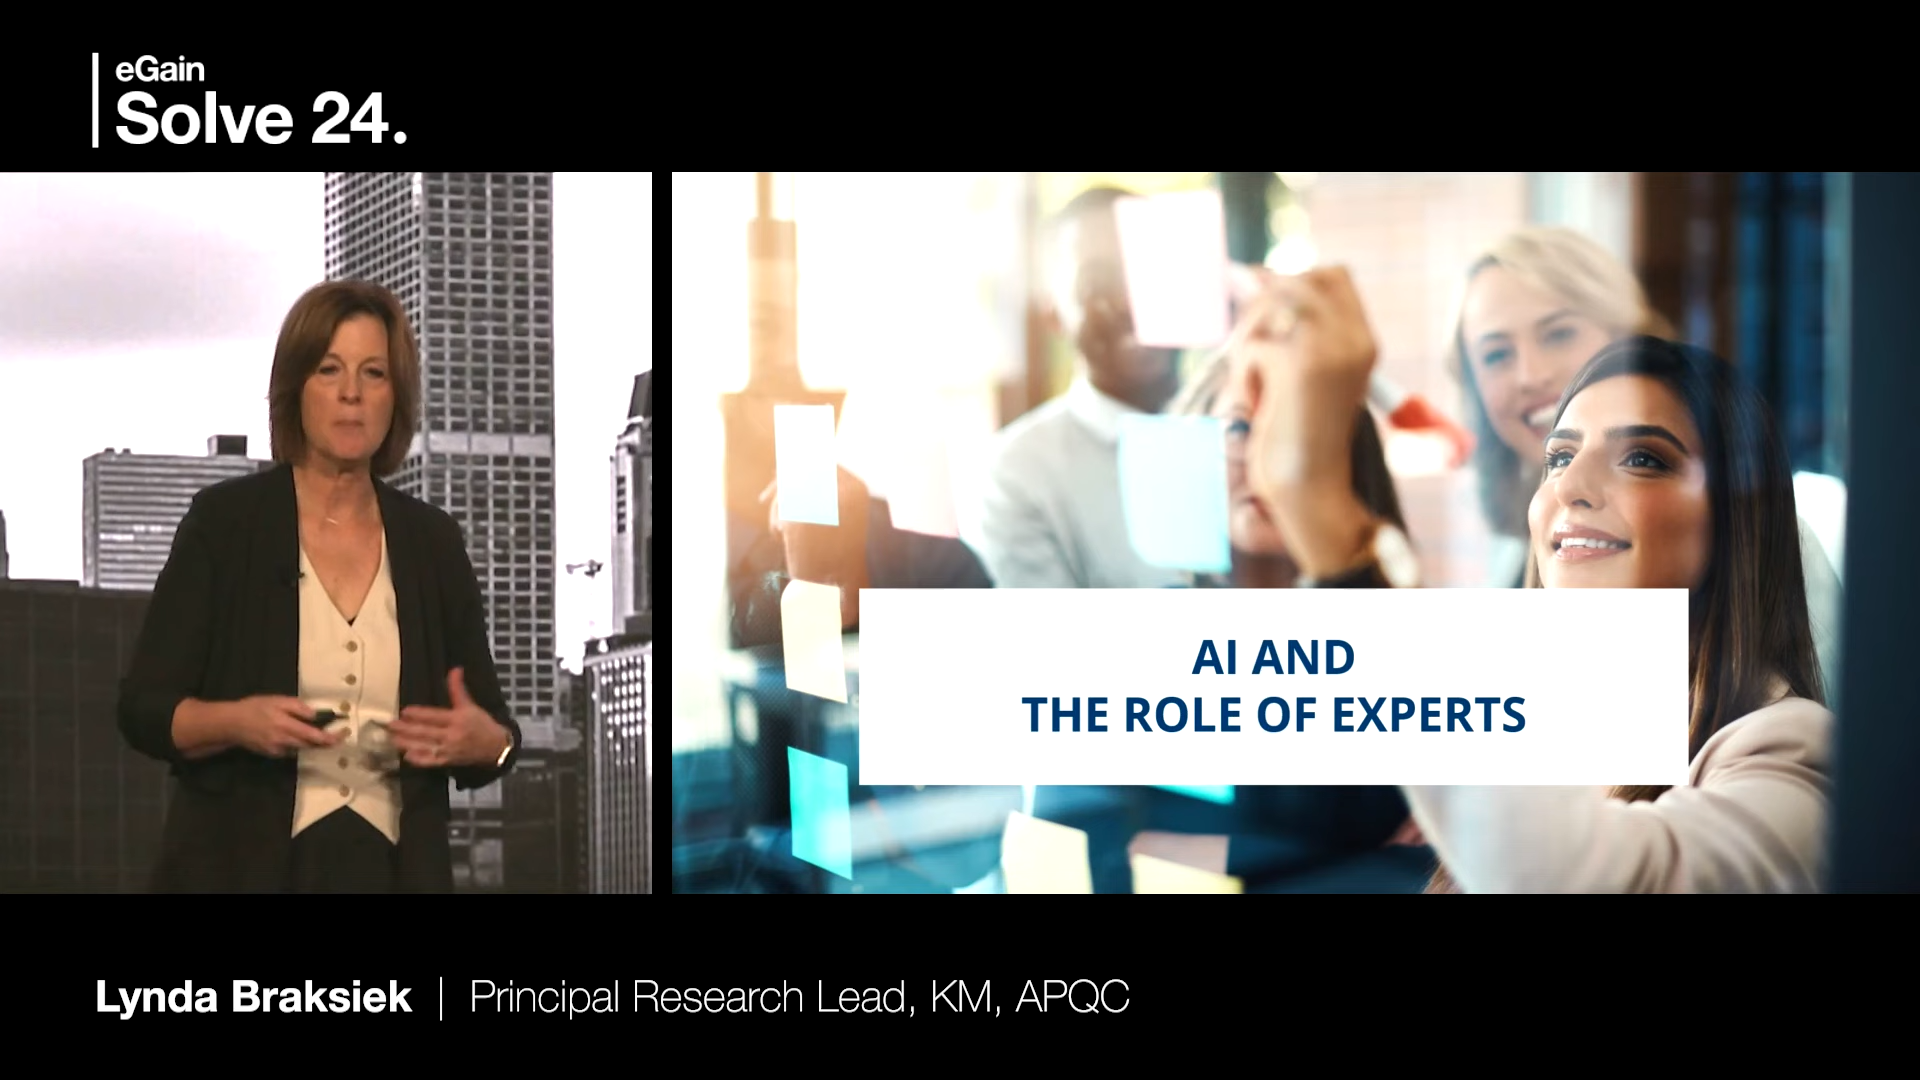 eGain
Solve 24.
AI AND
THE ROLE OF EXPERTS
Lynda Braksiek | Principal Research Lead, KM, APQC